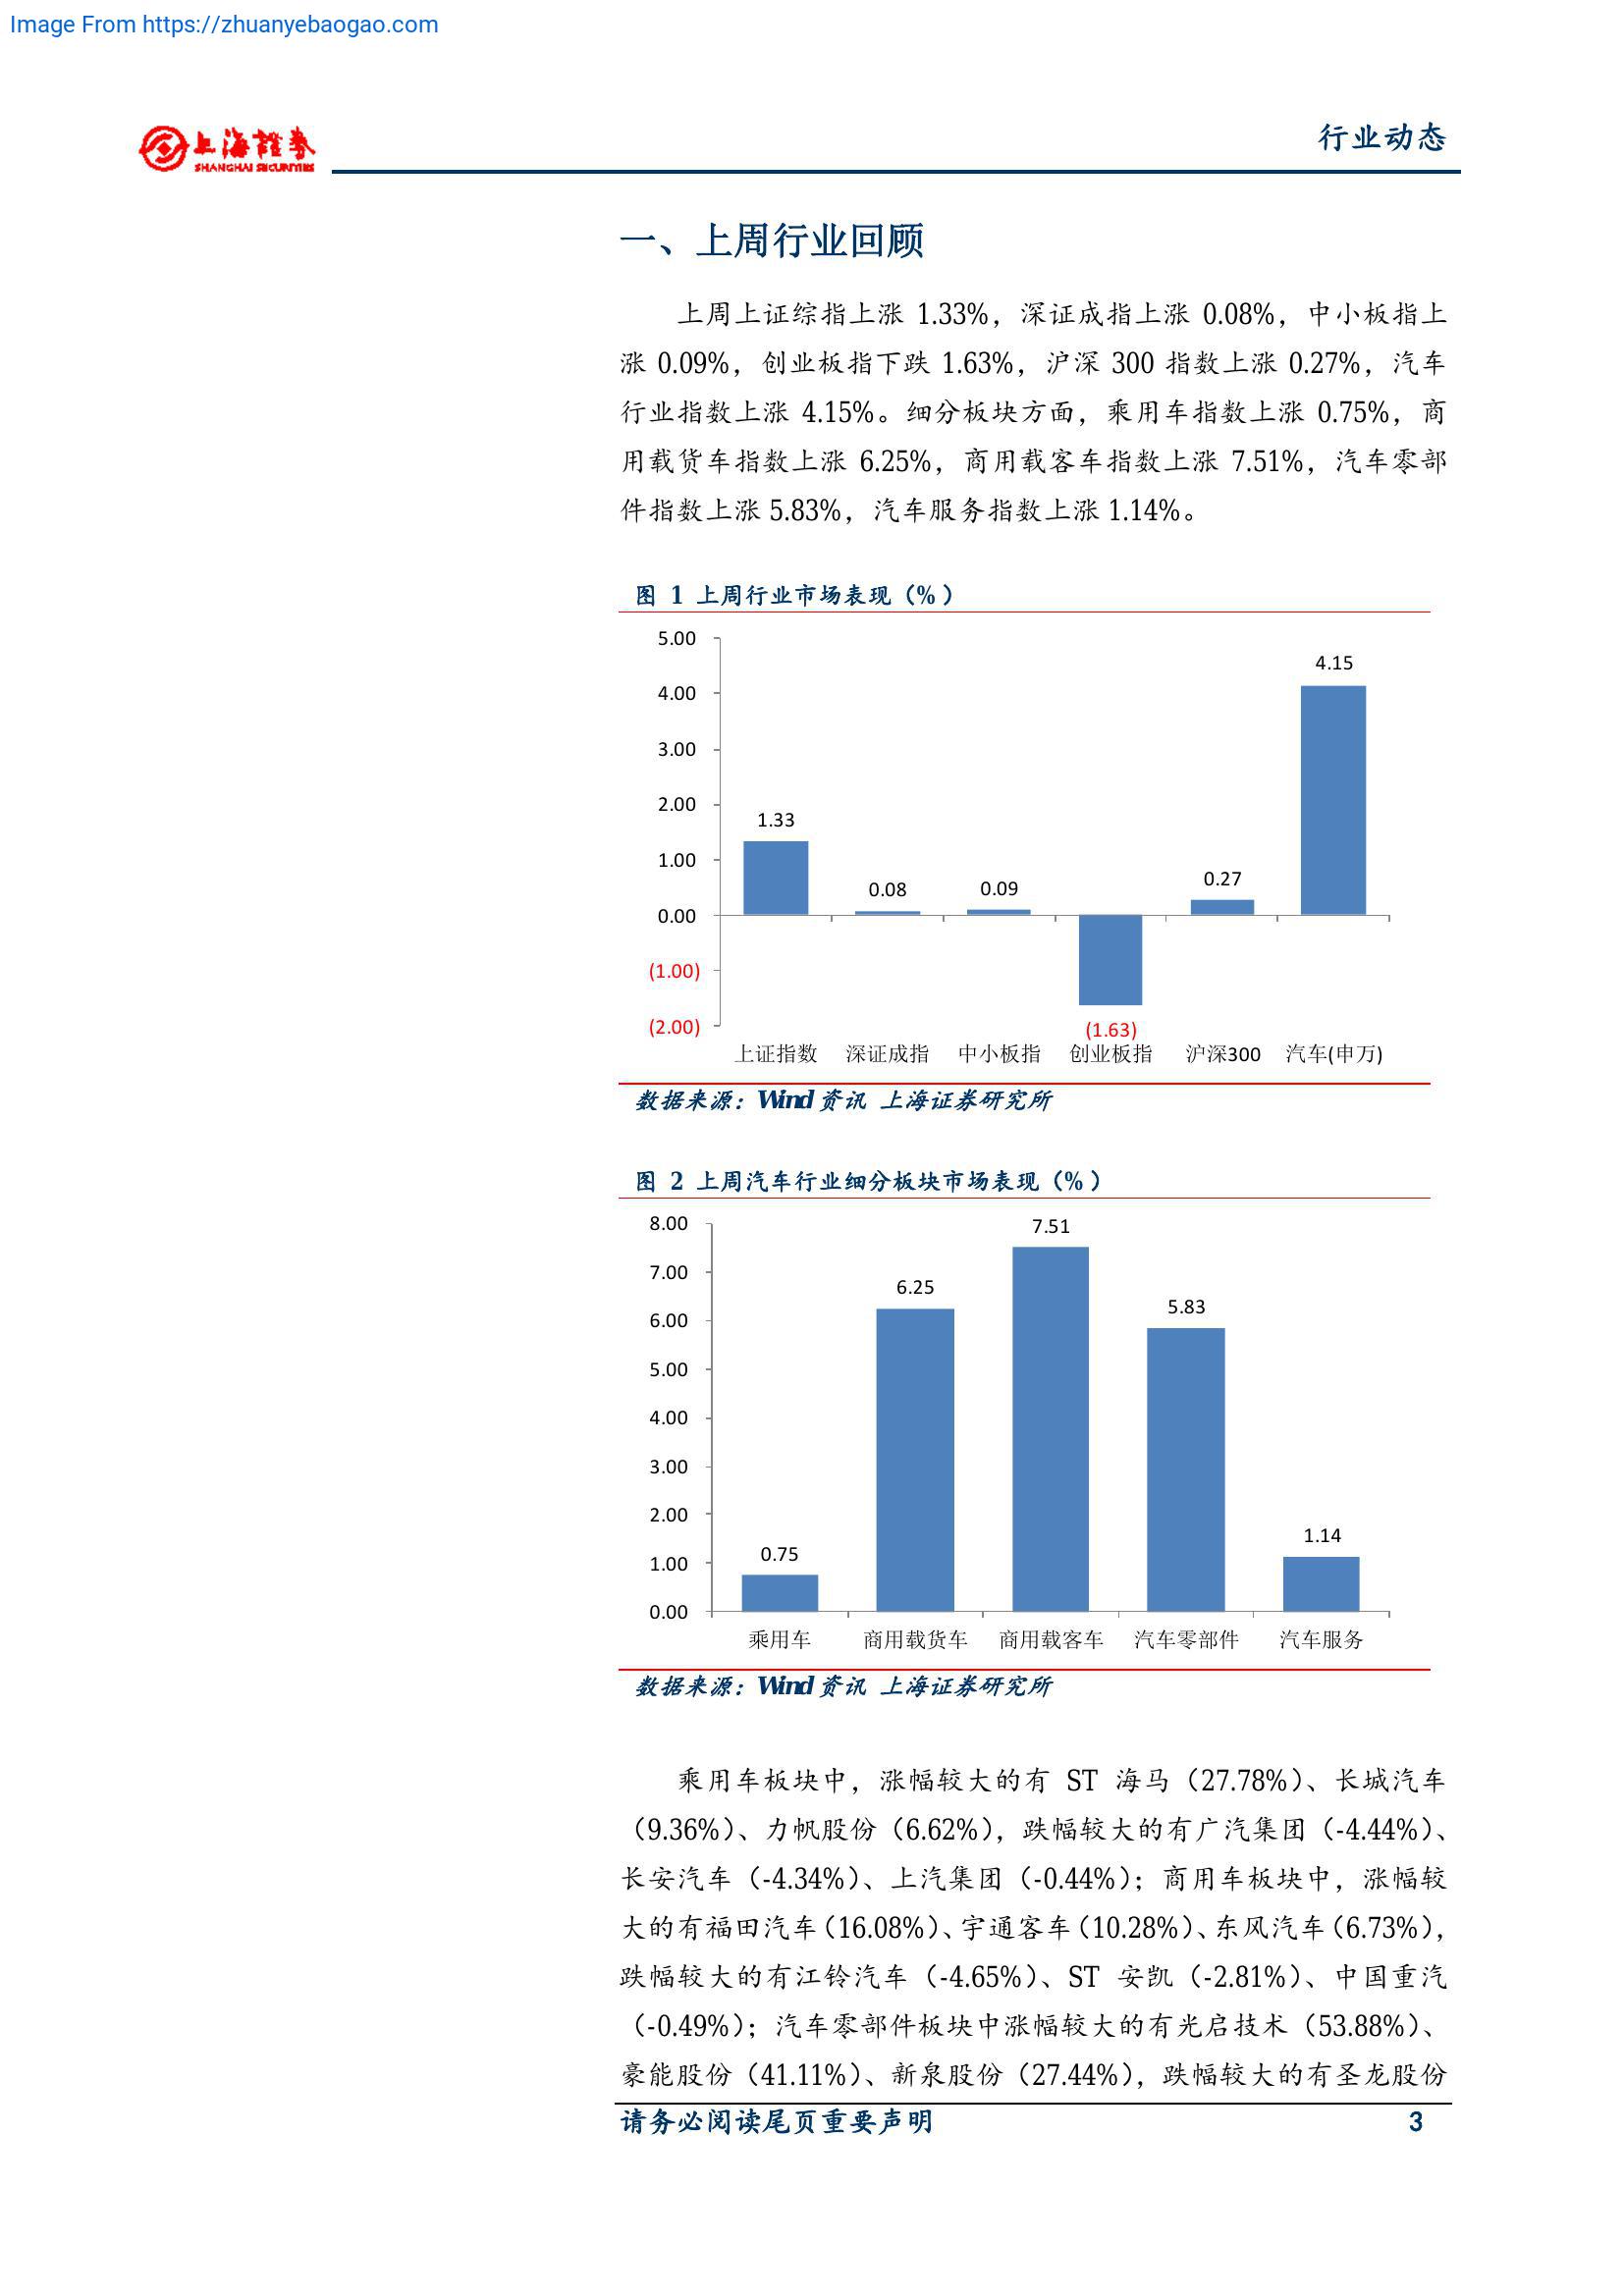 Image From https://zhuanyebaogao.com
上海證券
SHANGHAI SECURITIES
行业动态
一、上周行业回顾
上周上证综指上涨 1.33%，深证成指上涨 0.08%，中小板指上
涨 0.09%，创业板指下跌 1.63%，沪深 300 指数上涨 0.27%，汽车
行业指数上涨 4.15%。细分板块方面，乘用车指数上涨 0.75%，商
用载货车指数上涨 6.25%，商用载客车指数上涨 7.51%，汽车零部
件指数上涨 5.83%，汽车服务指数上涨 1.14%。
图 1 上周行业市场表现（%）
5.00
4.00
3.00
2.00
1.00
0.00
(1.00)
(2.00)
1.33
0.08
0.09
(1.63)
0.27
4.15
上证指数 深证成指 中小板指 创业板指 沪深300 汽车(申万)
数据来源：Wind 资讯 上海证券研究所
图 2 上周汽车行业细分板块市场表现（%）
8.00
7.00
6.00
5.00
4.00
3.00
2.00
1.00
0.00
0.75
6.25
7.51
5.83
1.14
乘用车 商用载货车 商用载客车 汽车零部件 汽车服务
数据来源：Wind 资讯 上海证券研究所
乘用车板块中，涨幅较大的有 ST 海马（27.78%）、长城汽车
（9.36%）、力帆股份（6.62%），跌幅较大的有广汽集团（-4.44%）、
长安汽车（-4.34%）、上汽集团（-0.44%）；商用车板块中，涨幅较
大的有福田汽车（16.08%）、宇通客车（10.28%）、东风汽车（6.73%），
跌幅较大的有江铃汽车（-4.65%）、ST 安凯（-2.81%）、中国重汽
（-0.49%）；汽车零部件板块中涨幅较大的有光启技术（53.88%）、
豪能股份（41.11%）、新泉股份（27.44%），跌幅较大的有圣龙股份
请务必阅读尾页重要声明
3